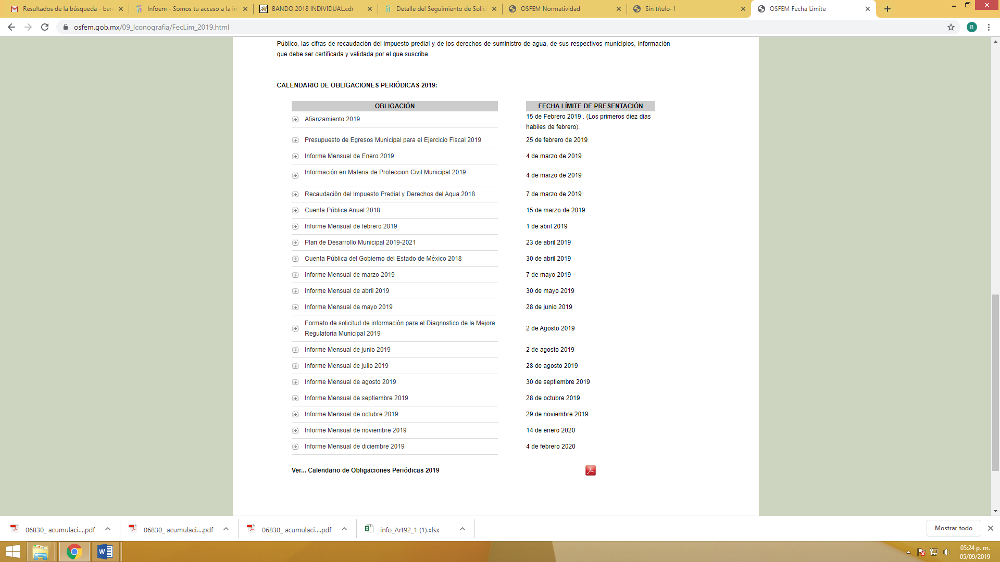 Resultados de la búsqueda - ber
Infoem - Somos tu acceso a la in
BANDO 2018 INDIVIDUAL.cdr
Detalle del Seguimiento de Solici
OSFEM Normatividad
Sin título-1
OSFEM Fecha Limite
osfem.gob.mx/09_Iconografia/FecLim_2019.html
B
Público, las cifras de recaudación del impuesto predial y de los derechos de suministro de agua, de sus respectivos municipios, información
que debe ser certificada y validada por el que suscriba.
CALENDARIO DE OBLIGACIONES PERIÓDICAS 2019:
OBLIGACIÓN FECHA LÍMITE DE PRESENTACIÓN
Afianzamiento 2019 15 de Febrero 2019 . (Los primeros diez dias
habiles de febrero).
Presupuesto de Egresos Municipal para el Ejercicio Fiscal 2019 25 de febrero de 2019
Informe Mensual de Enero 2019 4 de marzo de 2019
Información en Materia de Proteccion Civil Municipal 2019 4 de marzo de 2019
Recaudación del Impuesto Predial y Derechos del Agua 2018 7 de marzo de 2019
Cuenta Pública Anual 2018 15 de marzo de 2019
Informe Mensual de febrero 2019 1 de abril 2019
Plan de Desarrollo Municipal 2019-2021 23 de abril 2019
Cuenta Pública del Gobierno del Estado de México 2018 30 de abril 2019
Informe Mensual de marzo 2019 7 de mayo 2019
Informe Mensual de abril 2019 30 de mayo 2019
Informe Mensual de mayo 2019 28 de junio 2019
Formato de solicitud de información para el Diagnostico de la Mejora
Regulatoria Municipal 2019 2 de Agosto 2019
Informe Mensual de junio 2019 2 de agosto 2019
Informe Mensual de julio 2019 28 de agosto 2019
Informe Mensual de agosto 2019 30 de septiembre 2019
Informe Mensual de septiembre 2019 28 de octubre 2019
Informe Mensual de octubre 2019 29 de noviembre 2019
Informe Mensual de noviembre 2019 14 de enero 2020
Informe Mensual de diciembre 2019 4 de febrero 2020
Ver... Calendario de Obligaciones Periódicas 2019
06830_ acumulaci....pdf
06830_ acumulaci....pdf
06830_ acumulaci....pdf
info_Art92_1 (1).xlsx
Mostrar todo
05:24 p. m.
05/09/2019